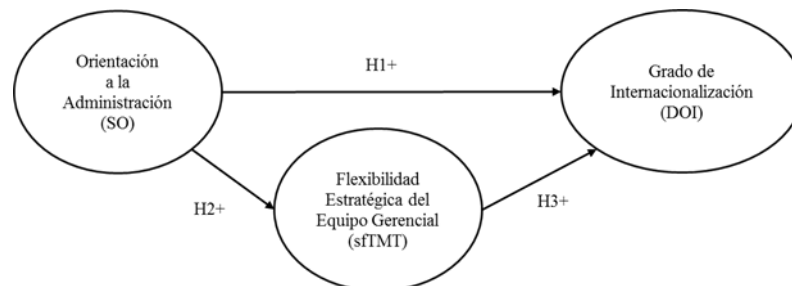 Orientación
a la
Administración
(SO)
H1+
Grado de
Internacionalización
(DOI)
H2+
Flexibilidad
Estratégica del
Equipo Gerencial
(sfTMT)
H3+